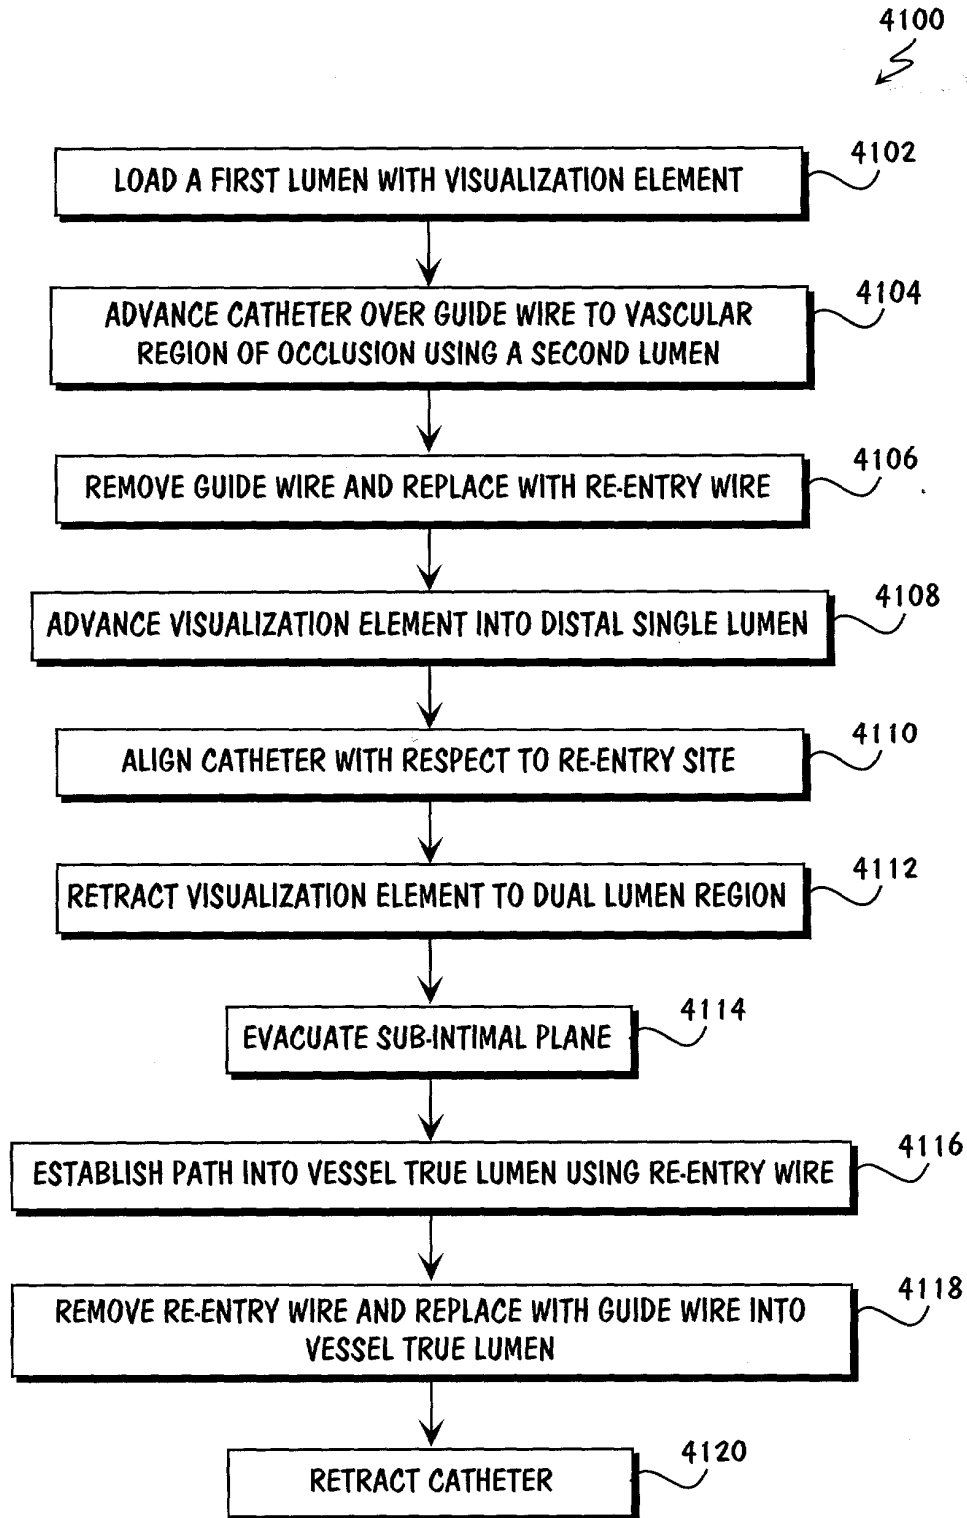 4100
LOAD A FIRST LUMEN WITH VISUALIZATION ELEMENT
4102
ADVANCE CATHETER OVER GUIDE WIRE TO VASCULAR
REGION OF OCCLUSION USING A SECOND LUMEN
4104
REMOVE GUIDE WIRE AND REPLACE WITH RE-ENTRY WIRE
4106
ADVANCE VISUALIZATION ELEMENT INTO DISTAL SINGLE LUMEN
4108
ALIGN CATHETER WITH RESPECT TO RE-ENTRY SITE
4110
RETRACT VISUALIZATION ELEMENT TO DUAL LUMEN REGION
4112
EVACUATE SUB-INTIMAL PLANE
4114
ESTABLISH PATH INTO VESSEL TRUE LUMEN USING RE-ENTRY WIRE
4116
REMOVE RE-ENTRY WIRE AND REPLACE WITH GUIDE WIRE INTO
VESSEL TRUE LUMEN
4118
RETRACT CATHETER
4120